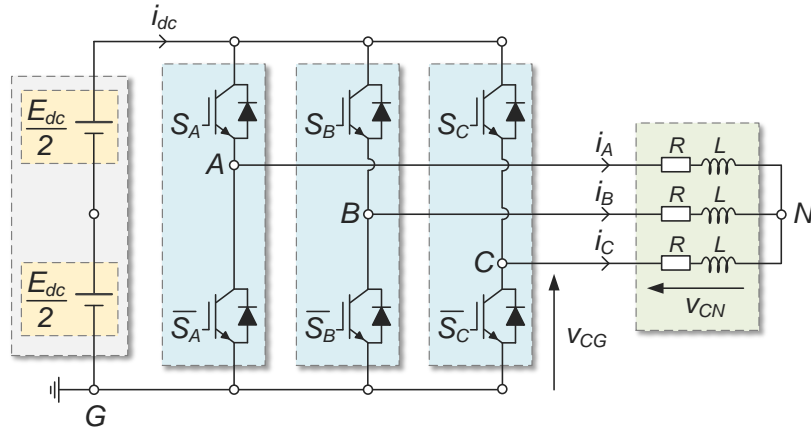 i_dc
E_dc
2
S_A
S_B
S_C
A
i_A
R
L
B
i_B
R
L
N
C
i_C
R
L
v_CN
E_dc
2
S̅_A̅
S̅_B̅
S̅_C̅
v_CG
G